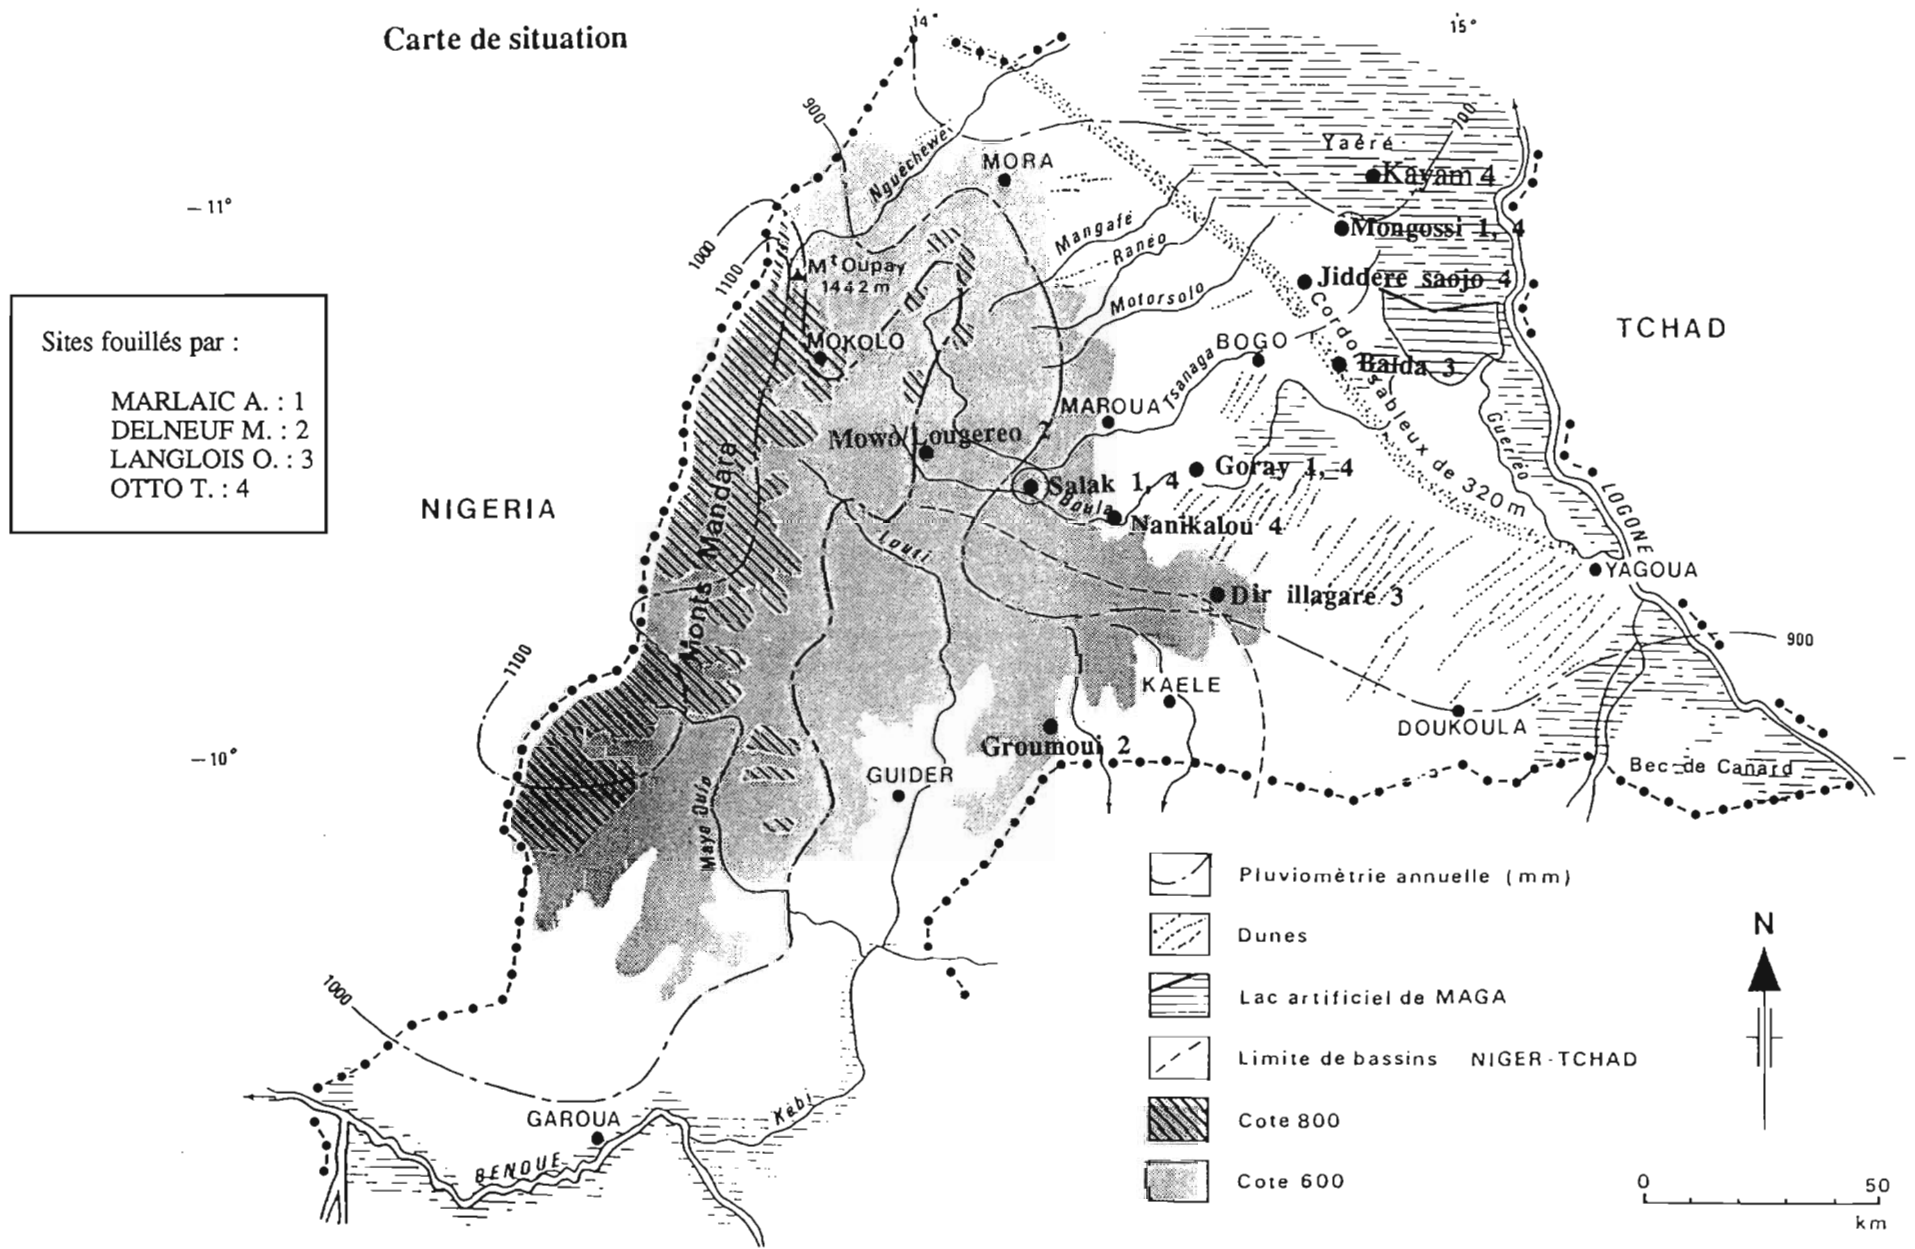 Carte de situation
14°
15°
900
700
Yaéré
Nguéchéwé
MORA
Kayam 4
11°
Mongossi 1, 4
1000
1100
Mangafé
Ranéo
Mt Oupay
1442 m
Jiddere saojo 4
Motorsolo
TCHAD
Sites fouillés par :
MARLAIC A. : 1
DELNEUF M. : 2
LANGLOIS O. : 3
OTTO T. : 4
MOKOLO
BOGO
Balda 3
Cordon sableux de 320 m
Tsanaga
MAROUA
Guerléo
Mowo/Lougereo 2
Goray 1, 4
Salak 1, 4
Boula
Nanikalou 4
NIGERIA
Monts Mandara
Louti
LOGONE
YAGOUA
Dir illagare 3
900
1100
KAELE
DOUKOULA
Groumoui 2
10°
Bec de Canard
GUIDER
Mayo Oulo
Pluviomètrie annuelle (mm)
Dunes
N
Lac artificiel de MAGA
1000
Limite de bassins NIGER-TCHAD
Kébi
GAROUA
Cote 800
BENOUE
Cote 600
0 50
km